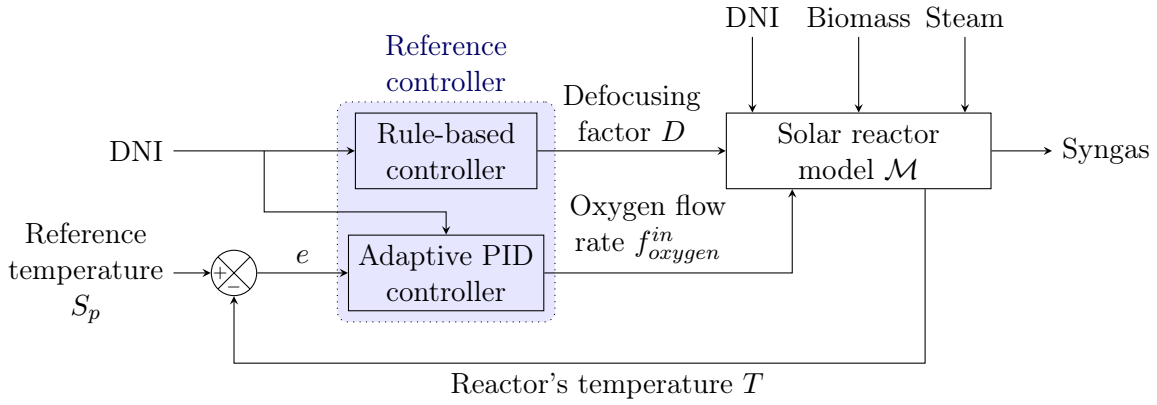 DNI Biomass Steam
Reference
controller
Defocusing
factor D
Rule-based
controller
Solar reactor
model ℳ
DNI
Syngas
Oxygen flow
rate f^{in}_{oxygen}
Reference
temperature
S_p
+
−
e
Adaptive PID
controller
Reactor's temperature T